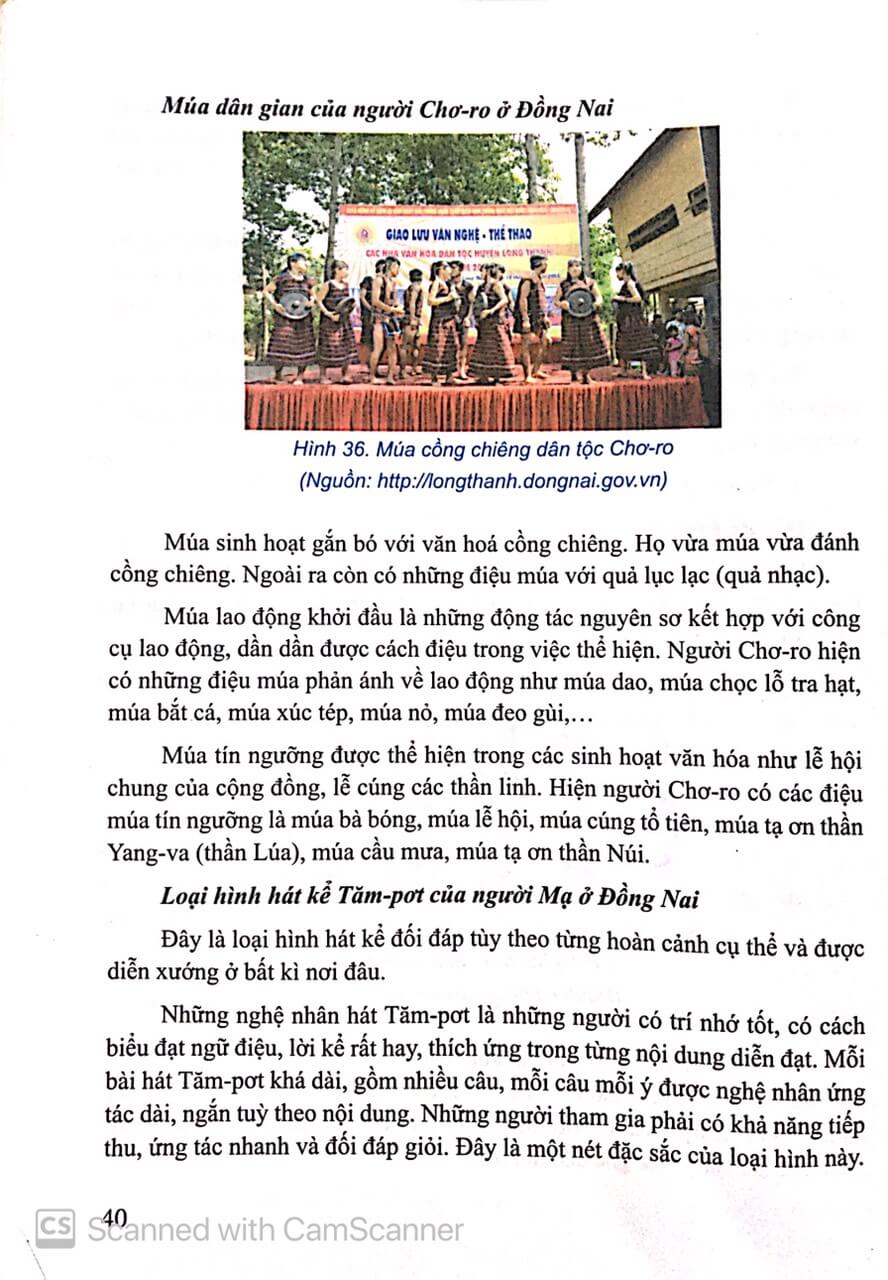 Múa dân gian của người Chơ-ro ở Đồng Nai
GIAO LƯU VĂN NGHỆ - THỂ THAO
CÁC NHÀ VĂN HÓA DÂN TỘC HUYỆN LONG THÀNH
Hình 36. Múa cồng chiêng dân tộc Chơ-ro
(Nguồn: http://longthanh.dongnai.gov.vn)
Múa sinh hoạt gắn bó với văn hoá cồng chiêng. Họ vừa múa vừa đánh
cồng chiêng. Ngoài ra còn có những điệu múa với quả lục lạc (quả nhạc).
Múa lao động khởi đầu là những động tác nguyên sơ kết hợp với công
cụ lao động, dần dần được cách điệu trong việc thể hiện. Người Chơ-ro hiện
có những điệu múa phản ánh về lao động như múa dao, múa chọc lỗ tra hạt,
múa bắt cá, múa xúc tép, múa nỏ, múa đeo gùi,…
Múa tín ngưỡng được thể hiện trong các sinh hoạt văn hóa như lễ hội
chung của cộng đồng, lễ cúng các thần linh. Hiện người Chơ-ro có các điệu
múa tín ngưỡng là múa bà bóng, múa lễ hội, múa cúng tổ tiên, múa tạ ơn thần
Yang-va (thần Lúa), múa cầu mưa, múa tạ ơn thần Núi.
Loại hình hát kể Tăm-pơt của người Mạ ở Đồng Nai
Đây là loại hình hát kể đối đáp tùy theo từng hoàn cảnh cụ thể và được
diễn xướng ở bất kì nơi đâu.
Những nghệ nhân hát Tăm-pơt là những người có trí nhớ tốt, có cách
biểu đạt ngữ điệu, lời kể rất hay, thích ứng trong từng nội dung diễn đạt. Mỗi
bài hát Tăm-pơt khá dài, gồm nhiều câu, mỗi câu mỗi ý được nghệ nhân ứng
tác dài, ngắn tuỳ theo nội dung. Những người tham gia phải có khả năng tiếp
thu, ứng tác nhanh và đối đáp giỏi. Đây là một nét đặc sắc của loại hình này.
40
CS Scanned with CamScanner